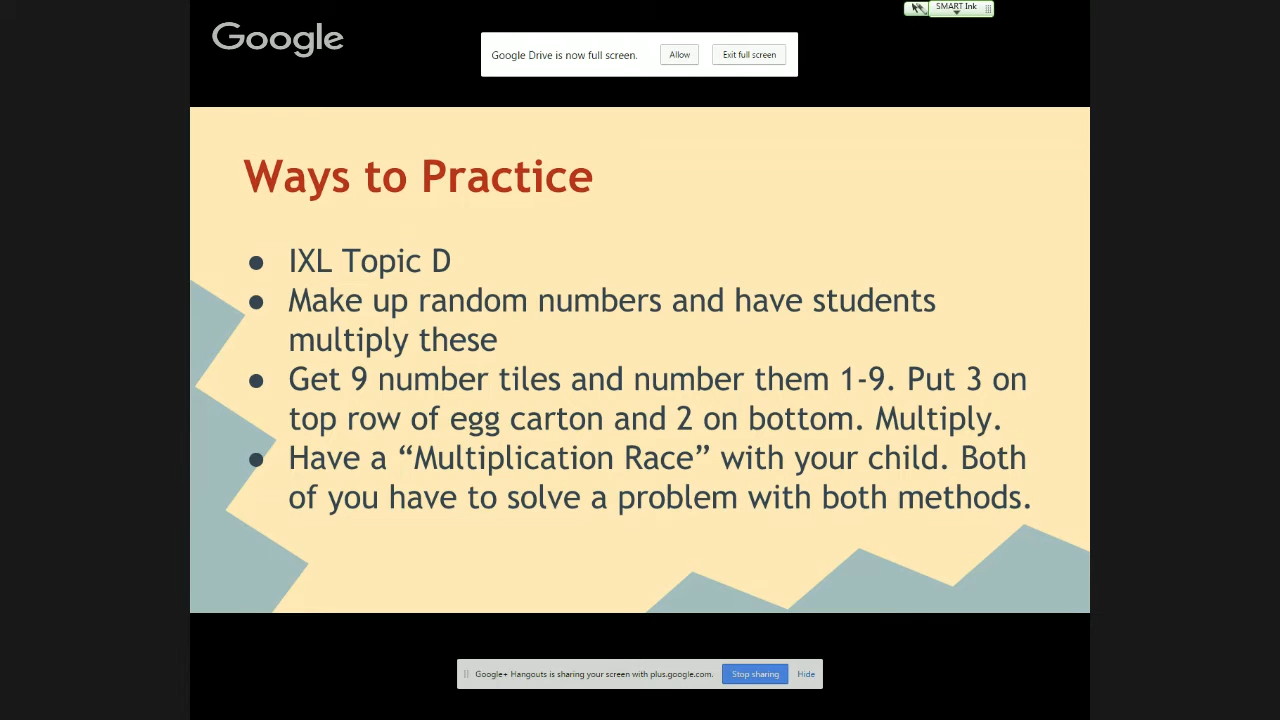 SMART Ink
Google
Google Drive is now full screen. Allow Exit full screen
Ways to Practice
● IXL Topic D
● Make up random numbers and have students
multiply these
● Get 9 number tiles and number them 1-9. Put 3 on
top row of egg carton and 2 on bottom. Multiply.
● Have a “Multiplication Race” with your child. Both
of you have to solve a problem with both methods.
Google+ Hangouts is sharing your screen with plus.google.com. Stop sharing Hide